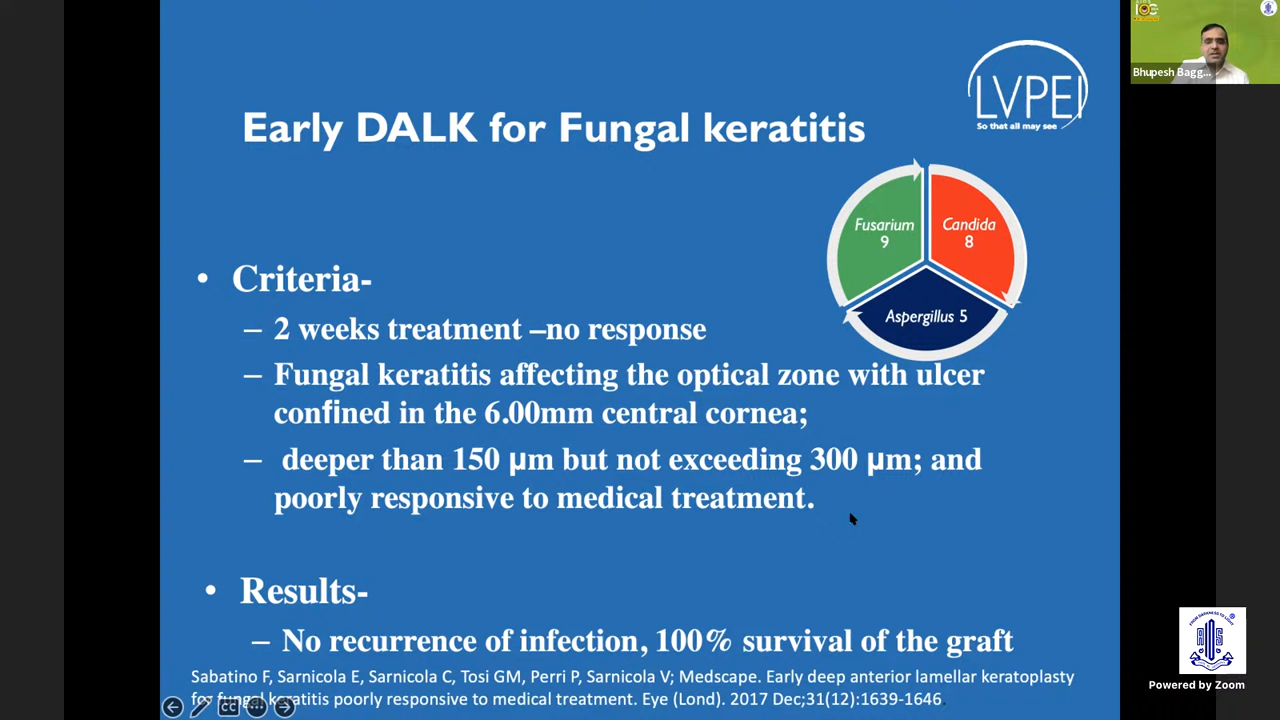 LVPEI
So that all may see
Early DALK for Fungal keratitis
Fusarium
9
Candida
8
Aspergillus 5
• Criteria-
– 2 weeks treatment –no response
– Fungal keratitis affecting the optical zone with ulcer
confined in the 6.00mm central cornea;
– deeper than 150 µm but not exceeding 300 µm; and
poorly responsive to medical treatment.
• Results-
– No recurrence of infection, 100% survival of the graft
Sabatino F, Sarnicola E, Sarnicola C, Tosi GM, Perri P, Sarnicola V; Medscape. Early deep anterior lamellar keratoplasty
for fungal keratitis poorly responsive to medical treatment. Eye (Lond). 2017 Dec;31(12):1639-1646.
Bhupesh Bagg...
Powered by Zoom